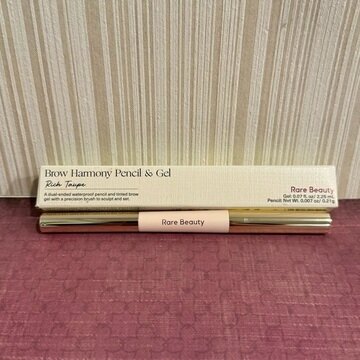 Brow Harmony Pencil & Gel
Rich Taupe
A dual-ended waterproof pencil and tinted brow
gel with a precision brush to sculpt and set.
Rare Beauty
Gel: 0.07 fl. oz/ 2.25 mL
Pencil: Net Wt. 0.007 oz/ 0.21g
Rare Beauty